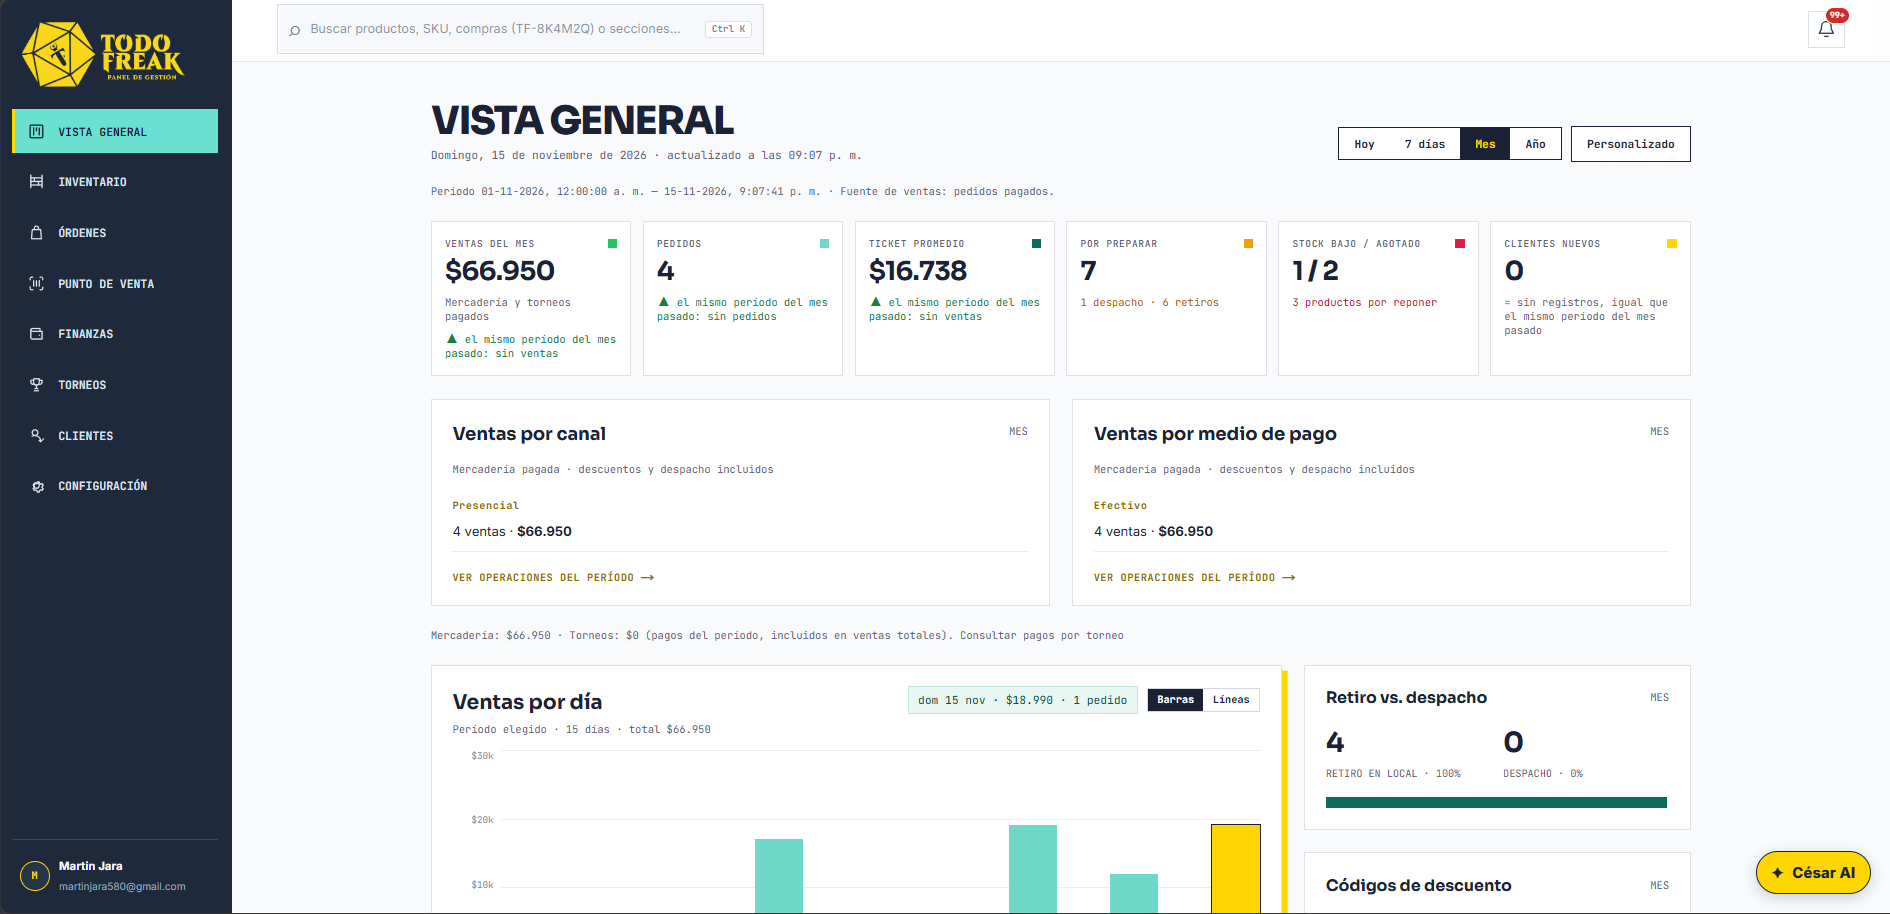 TODO
FREAK
PANEL DE GESTIÓN
VISTA GENERAL
INVENTARIO
ÓRDENES
PUNTO DE VENTA
FINANZAS
TORNEOS
CLIENTES
CONFIGURACIÓN
M
Martin Jara
martinjara580@gmail.com
Buscar productos, SKU, compras (TF-8K4M2Q) o secciones...
Ctrl K
99+
VISTA GENERAL
Domingo, 15 de noviembre de 2026 · actualizado a las 09:07 p. m.
Hoy
7 días
Mes
Año
Personalizado
Período 01-11-2026, 12:00:00 a. m. — 15-11-2026, 9:07:41 p. m. · Fuente de ventas: pedidos pagados.
VENTAS DEL MES
$66.950
Mercadería y torneos
pagados
▲ el mismo período del mes
pasado: sin ventas
PEDIDOS
4
▲ el mismo período del mes
pasado: sin pedidos
TICKET PROMEDIO
$16.738
▲ el mismo período del mes
pasado: sin ventas
POR PREPARAR
7
1 despacho · 6 retiros
STOCK BAJO / AGOTADO
1 / 2
3 productos por reponer
CLIENTES NUEVOS
0
= sin registros, igual que
el mismo período del mes
pasado
Ventas por canal
MES
Mercadería pagada · descuentos y despacho incluidos
Presencial
4 ventas · $66.950
VER OPERACIONES DEL PERÍODO →
Ventas por medio de pago
MES
Mercadería pagada · descuentos y despacho incluidos
Efectivo
4 ventas · $66.950
VER OPERACIONES DEL PERÍODO →
Mercadería: $66.950 · Torneos: $0 (pagos del período, incluidos en ventas totales). Consultar pagos por torneo
Ventas por día
dom 15 nov · $18.990 · 1 pedido
Barras
Líneas
Período elegido · 15 días · total $66.950
$30k
$20k
$10k
Retiro vs. despacho
MES
4
RETIRO EN LOCAL · 100%
0
DESPACHO · 0%
Códigos de descuento
MES
✦ César AI